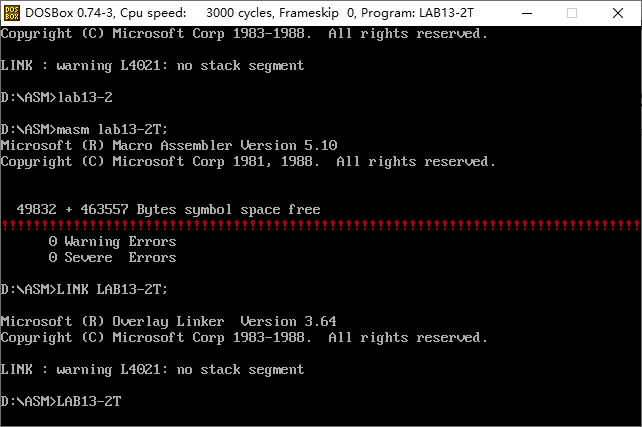 DOS BOX
DOSBox 0.74-3, Cpu speed: 3000 cycles, Frameskip 0, Program: LAB13-2T
Copyright (C) Microsoft Corp 1983-1988. All rights reserved.
LINK : warning L4021: no stack segment
D:\ASM>lab13-2
D:\ASM>masm lab13-2T;
Microsoft (R) Macro Assembler Version 5.10
Copyright (C) Microsoft Corp 1981, 1988. All rights reserved.
49832 + 463557 Bytes symbol space free
!!!!!!!!!!!!!!!!!!!!!!!!!!!!!!!!!!!!!!!!!!!!!!!!!!!!!!!!!!!!!!!!!!!!!!!!!!!!!!!!
0 Warning Errors
0 Severe Errors
D:\ASM>LINK LAB13-2T;
Microsoft (R) Overlay Linker Version 3.64
Copyright (C) Microsoft Corp 1983-1988. All rights reserved.
LINK : warning L4021: no stack segment
D:\ASM>LAB13-2T